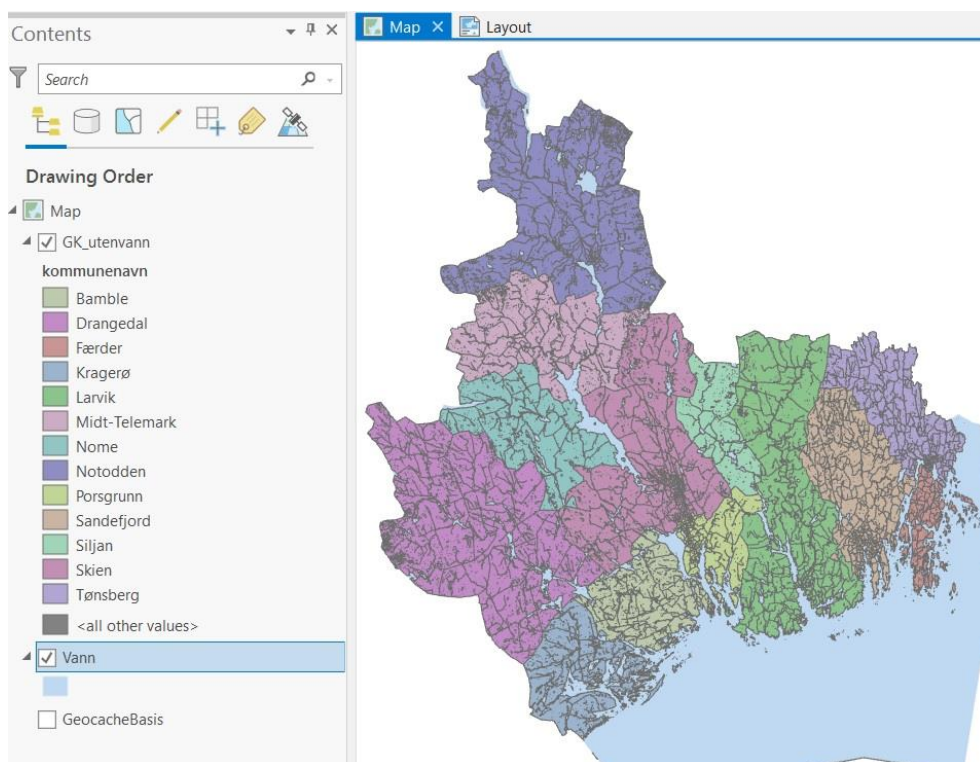 Contents
Map
Layout
Search
Drawing Order
Map
GK_utenvann
kommunenavn
Bamble
Drangedal
Færder
Kragerø
Larvik
Midt-Telemark
Nome
Notodden
Porsgrunn
Sandefjord
Siljan
Skien
Tønsberg
<all other values>
Vann
GeocacheBasis